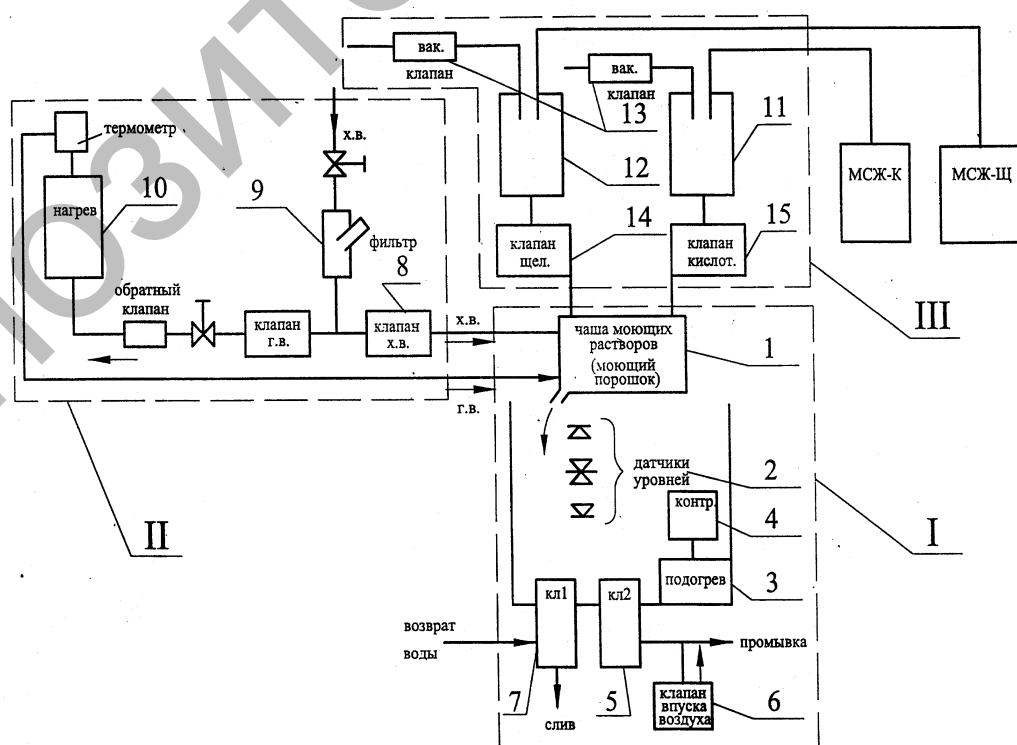 вак.
клапан
вак.
клапан
13
11
12
МСЖ-К
МСЖ-Щ
14
15
клапан
щел.
клапан
кислот.
III
термометр
х.в.
нагрев
10
9
фильтр
8
обратный
клапан
клапан
г.в.
клапан
х.в.
х.в.
г.в.
II
чаша моющих
растворов
(моющий
порошок)
1
датчики
уровней
2
контр.
4
I
подогрев
3
кл1
кл2
возврат
воды
промывка
7
слив
5
клапан
впуска
воздуха
6